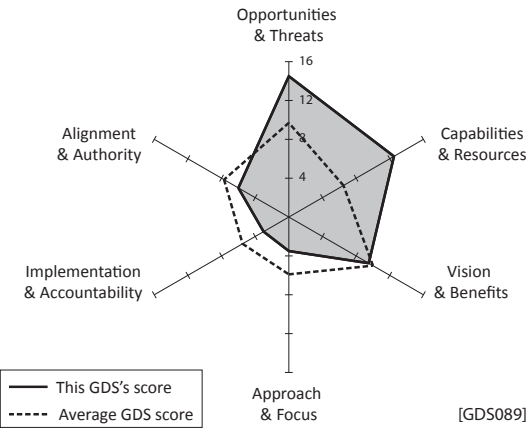 Opportunities
& Threats
16
12
8
4
Alignment
& Authority
Capabilities
& Resources
Implementation
& Accountability
Vision
& Benefits
Approach
& Focus
This GDS's score
Average GDS score
[GDS089]